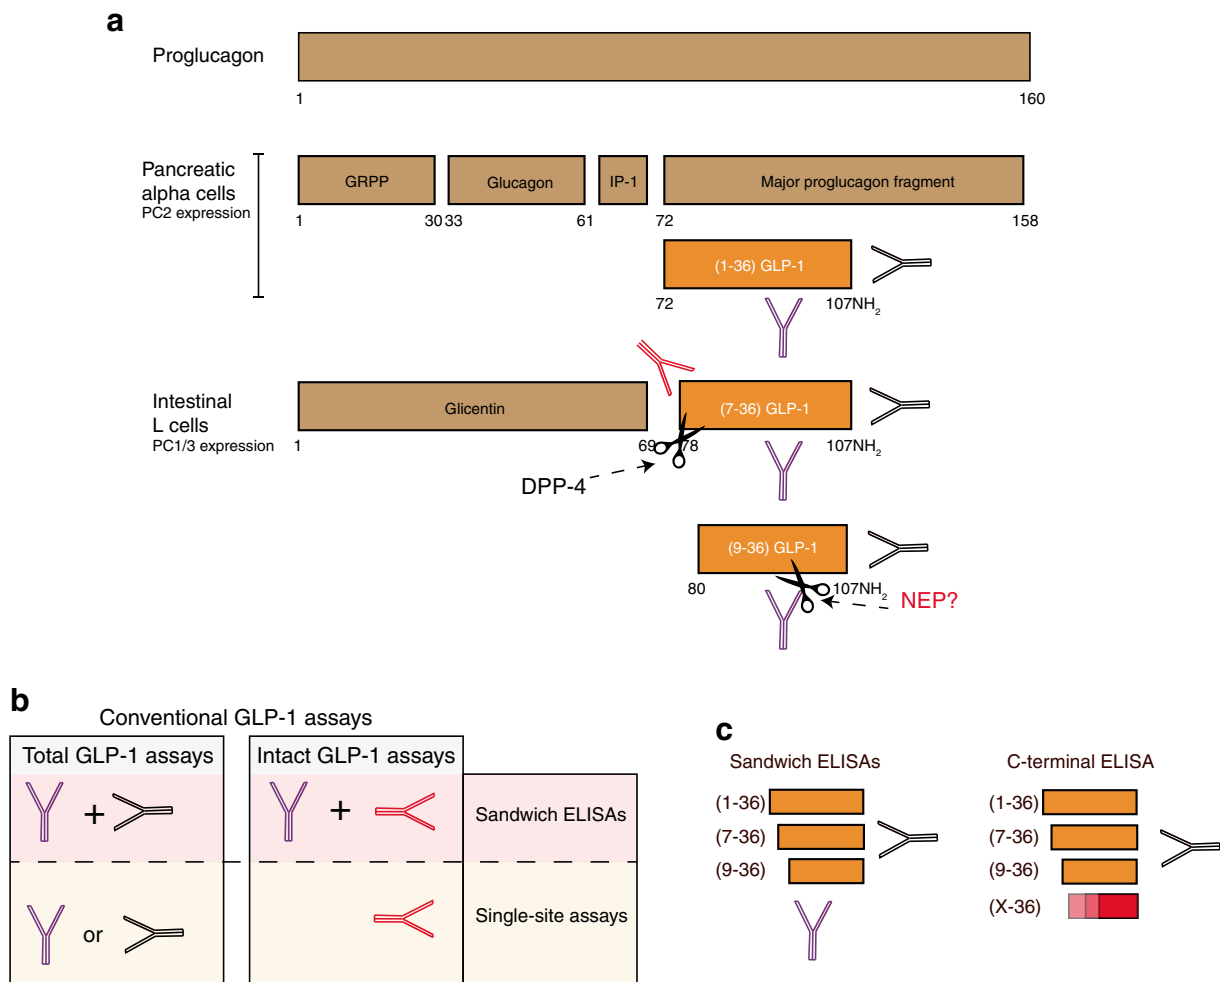 a
Proglucagon
1 160
Pancreatic
alpha cells
PC2 expression
GRPP Glucagon IP-1 Major proglucagon fragment
1 30 33 61 72 158
(1-36) GLP-1
72 107NH2
Intestinal
L cells
PC1/3 expression
Glicentin (7-36) GLP-1
1 69 78 107NH2
DPP-4
(9-36) GLP-1
80 107NH2
NEP?
b
Conventional GLP-1 assays
Total GLP-1 assays Intact GLP-1 assays
+ + Sandwich ELISAs
or Single-site assays
c
Sandwich ELISAs C-terminal ELISA
(1-36) (1-36)
(7-36) (7-36)
(9-36) (9-36)
(X-36)